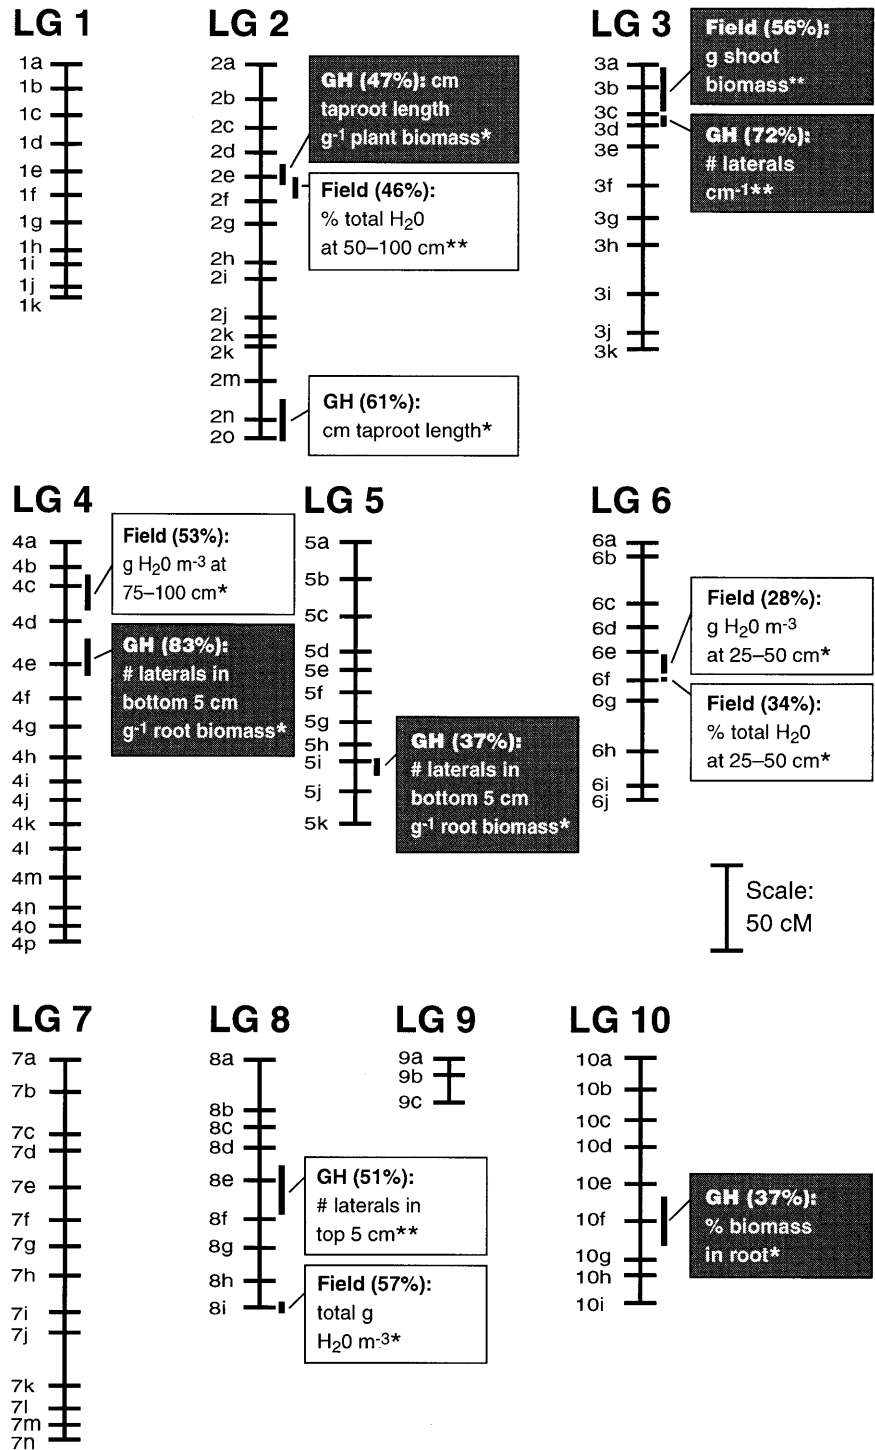 LG 1
1a
1b
1c
1d
1e
1f
1g
1h
1i
1j
1k
LG 2
2a
2b
2c
2d
2e
2f
2g
2h
2i
2j
2k
2k
2m
2n
2o
GH (47%): cm
taproot length
g-1 plant biomass*
Field (46%):
% total H20
at 50–100 cm**
GH (61%):
cm taproot length*
LG 3
3a
3b
3c
3d
3e
3f
3g
3h
3i
3j
3k
Field (56%):
g shoot
biomass**
GH (72%):
# laterals
cm-1**
LG 4
4a
4b
4c
4d
4e
4f
4g
4h
4i
4j
4k
4l
4m
4n
4o
4p
Field (53%):
g H20 m-3 at
75–100 cm*
GH (83%):
# laterals in
bottom 5 cm
g-1 root biomass*
LG 5
5a
5b
5c
5d
5e
5f
5g
5h
5i
5j
5k
GH (37%):
# laterals in
bottom 5 cm
g-1 root biomass*
LG 6
6a
6b
6c
6d
6e
6f
6g
6h
6i
6j
Field (28%):
g H20 m-3
at 25–50 cm*
Field (34%):
% total H20
at 25–50 cm*
Scale:
50 cM
LG 7
7a
7b
7c
7d
7e
7f
7g
7h
7i
7j
7k
7l
7m
7n
LG 8
8a
8b
8c
8d
8e
8f
8g
8h
8i
GH (51%):
# laterals in
top 5 cm**
Field (57%):
total g
H20 m-3*
LG 9
9a
9b
9c
LG 10
10a
10b
10c
10d
10e
10f
10g
10h
10i
GH (37%):
% biomass
in root*